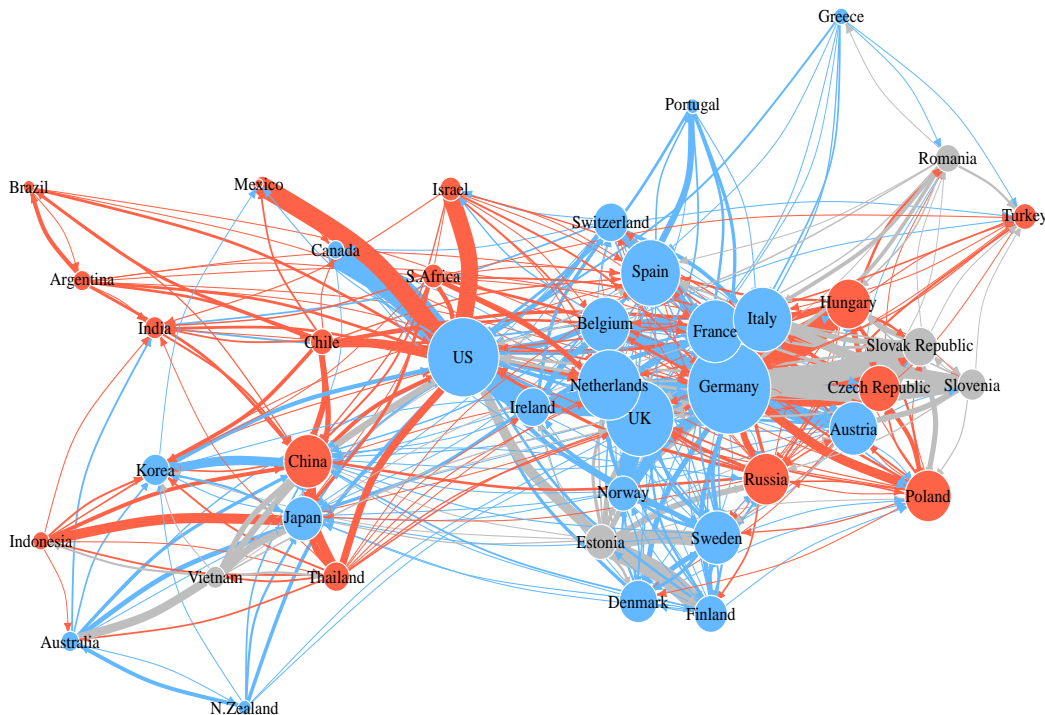 Greece
Portugal
Romania
Brazil
Mexico
Israel
Turkey
Switzerland
Canada
S.Africa
Spain
Argentina
Hungary
Italy
India
Belgium
France
Chile
Slovak Republic
US
Netherlands
Germany
Czech Republic
Slovenia
Ireland
UK
Austria
China
Korea
Russia
Norway
Poland
Japan
Indonesia
Estonia
Sweden
Vietnam
Thailand
Denmark
Finland
Australia
N.Zealand